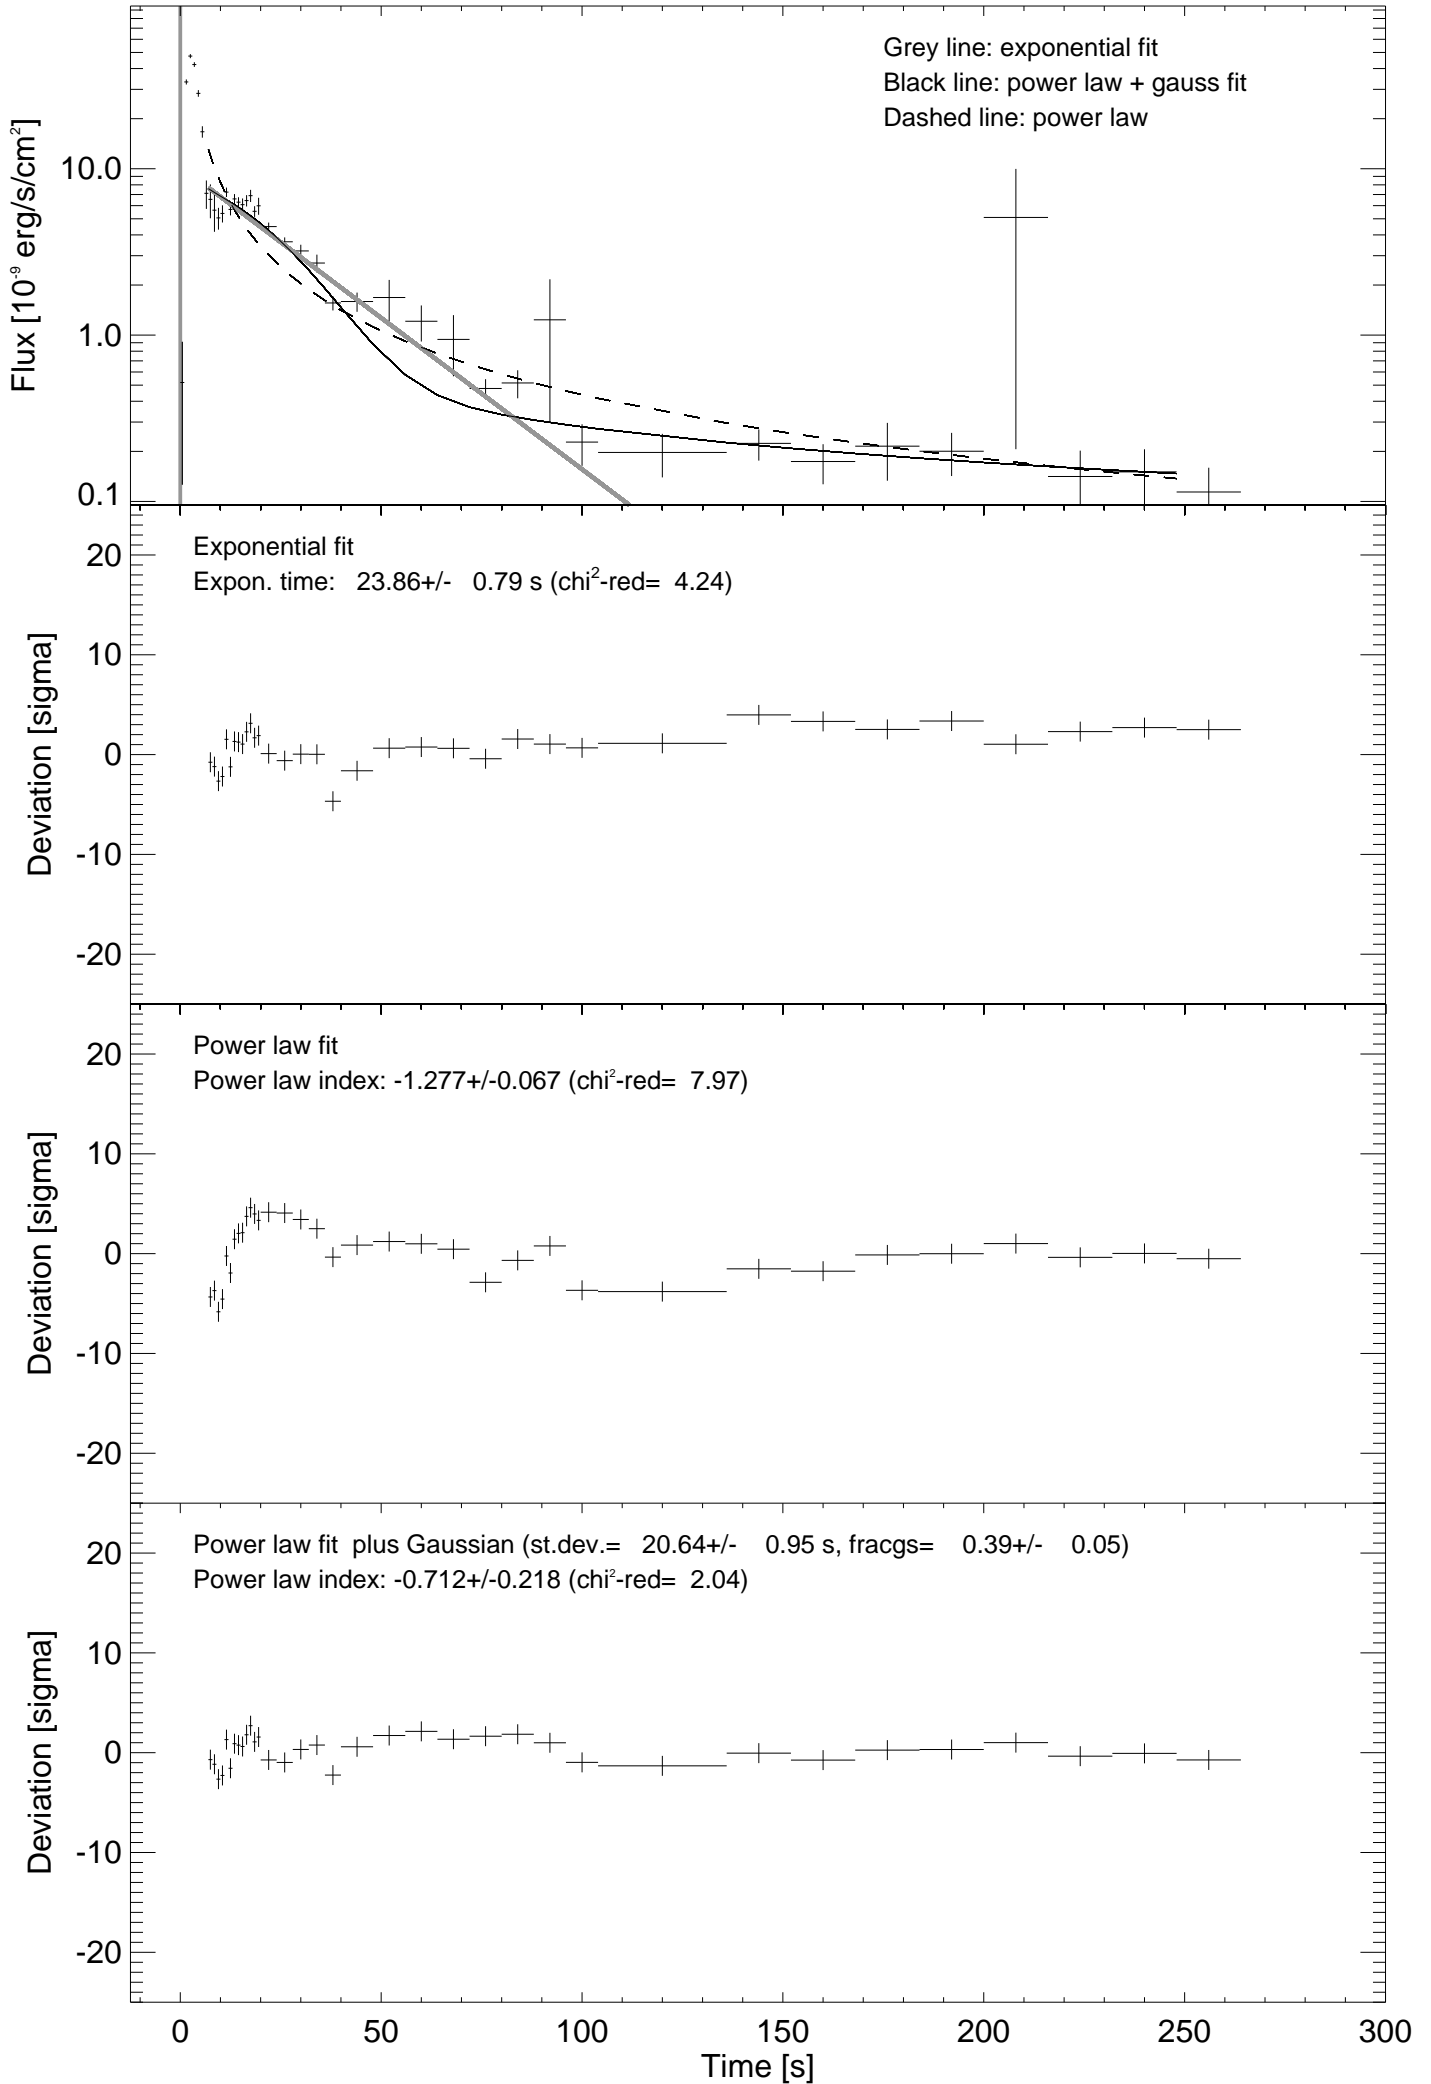 Grey line: exponential fit
Black line: power law + gauss fit
Dashed line: power law
Flux [10⁻⁹ erg/s/cm²]
10.0
1.0
0.1
Exponential fit
Expon. time: 23.86+/- 0.79 s (chi²-red= 4.24)
Deviation [sigma]
20
10
0
-10
-20
Power law fit
Power law index: -1.277+/-0.067 (chi²-red= 7.97)
Deviation [sigma]
20
10
0
-10
-20
Power law fit plus Gaussian (st.dev.= 20.64+/- 0.95 s, fracgs= 0.39+/- 0.05)
Power law index: -0.712+/-0.218 (chi²-red= 2.04)
Deviation [sigma]
20
10
0
-10
-20
0 50 100 150 200 250 300
Time [s]